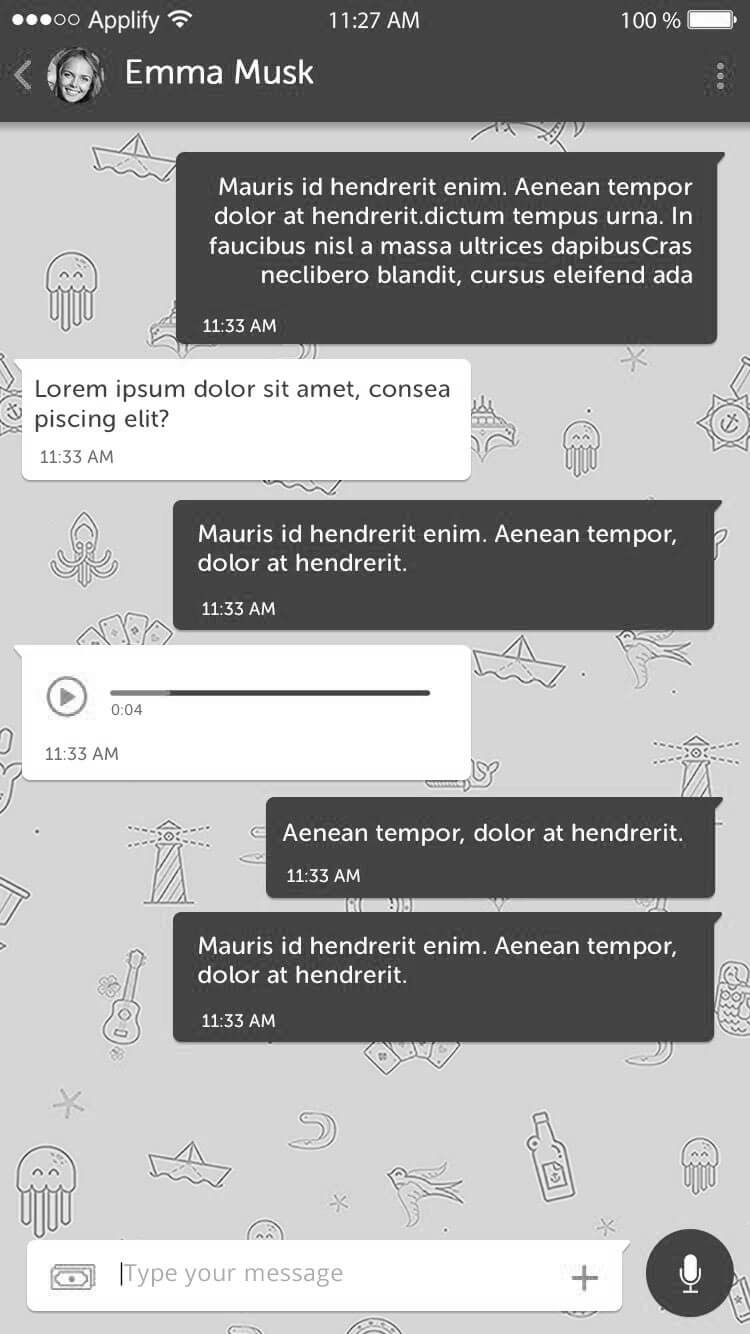 Applify 11:27 AM 100 %
Emma Musk
Mauris id hendrerit enim. Aenean tempor
dolor at hendrerit.dictum tempus urna. In
faucibus nisl a massa ultrices dapibusCras
neclibero blandit, cursus eleifend ada
11:33 AM
Lorem ipsum dolor sit amet, consea
piscing elit?
11:33 AM
Mauris id hendrerit enim. Aenean tempor,
dolor at hendrerit.
11:33 AM
0:04
11:33 AM
Aenean tempor, dolor at hendrerit.
11:33 AM
Mauris id hendrerit enim. Aenean tempor,
dolor at hendrerit.
11:33 AM
Type your message